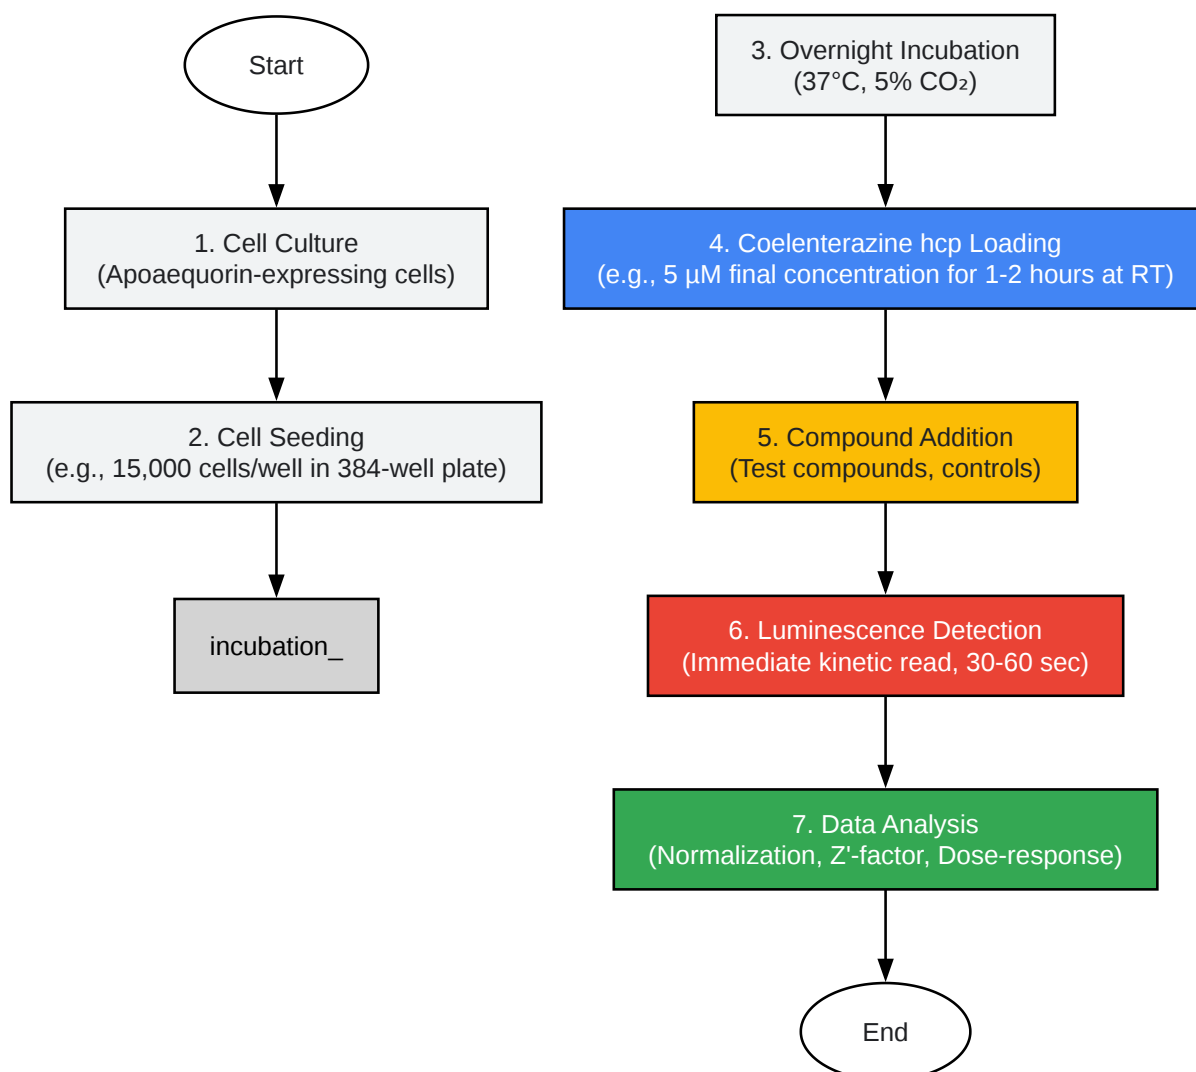 Start
1. Cell Culture
(Apoaequorin-expressing cells)
2. Cell Seeding
(e.g., 15,000 cells/well in 384-well plate)
incubation_
3. Overnight Incubation
(37°C, 5% CO₂)
4. Coelenterazine hcp Loading
(e.g., 5 µM final concentration for 1-2 hours at RT)
5. Compound Addition
(Test compounds, controls)
6. Luminescence Detection
(Immediate kinetic read, 30-60 sec)
7. Data Analysis
(Normalization, Z'-factor, Dose-response)
End